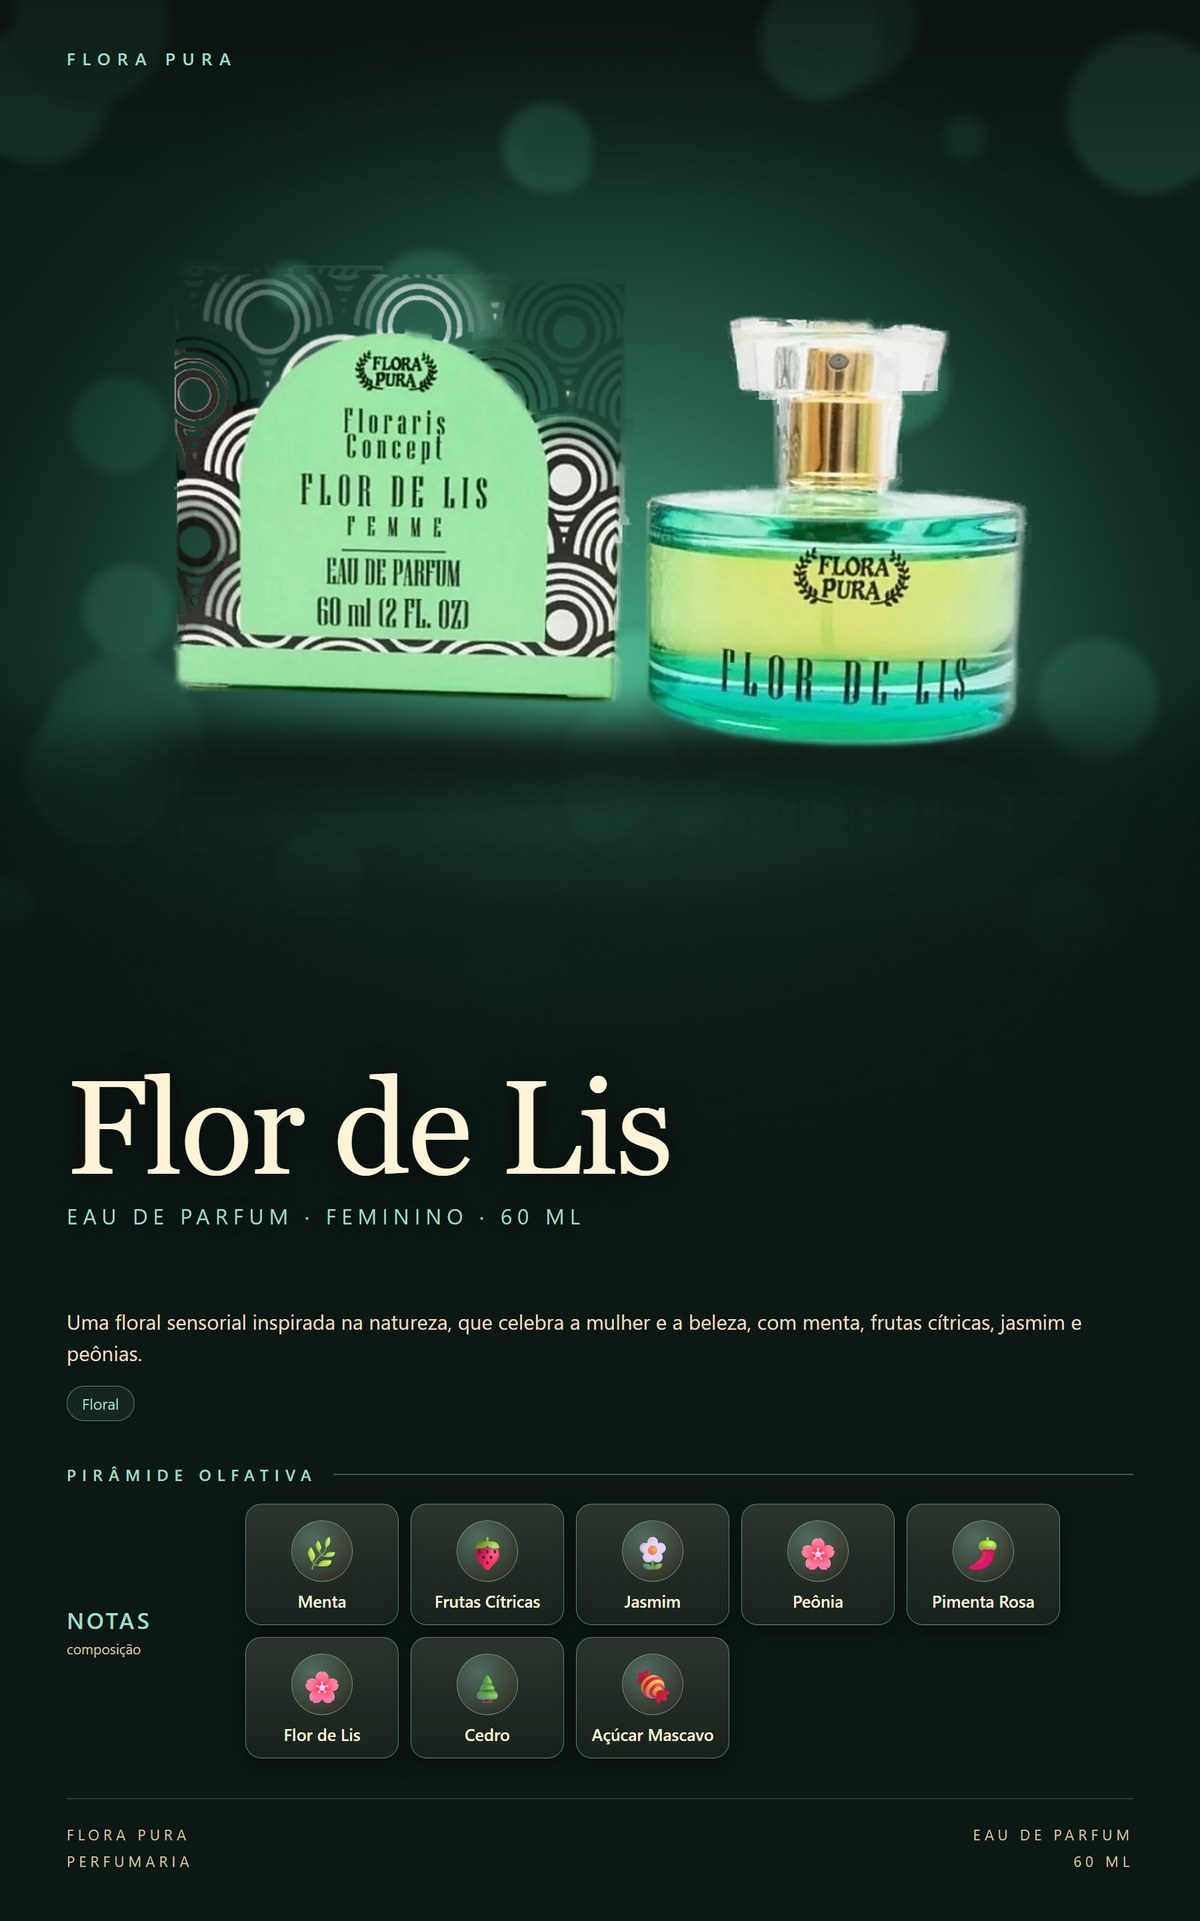 FLORA PURA
FLORA
PURA
Floraris
Concept
FLOR DE LIS
FEMME
EAU DE PARFUM
60 ml (2 FL. OZ)
FLORA
PURA
FLOR DE LIS
Flor de Lis
EAU DE PARFUM · FEMININO · 60 ML
Uma floral sensorial inspirada na natureza, que celebra a mulher e a beleza, com menta, frutas cítricas, jasmim e
peônias.
Floral
PIRÂMIDE OLFATIVA
NOTAS
composição
Menta
Frutas Cítricas
Jasmim
Peônia
Pimenta Rosa
Flor de Lis
Cedro
Açúcar Mascavo
FLORA PURA
PERFUMARIA
EAU DE PARFUM
60 ML